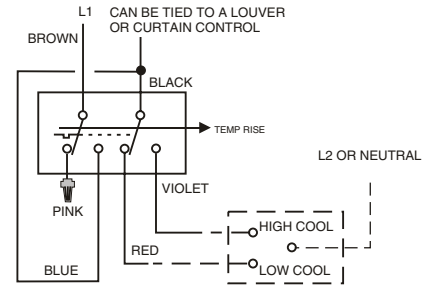 L1
CAN BE TIED TO A LOUVER
OR CURTAIN CONTROL
BROWN
BLACK
TEMP RISE
L2 OR NEUTRAL
VIOLET
PINK
HIGH COOL
RED
LOW COOL
BLUE